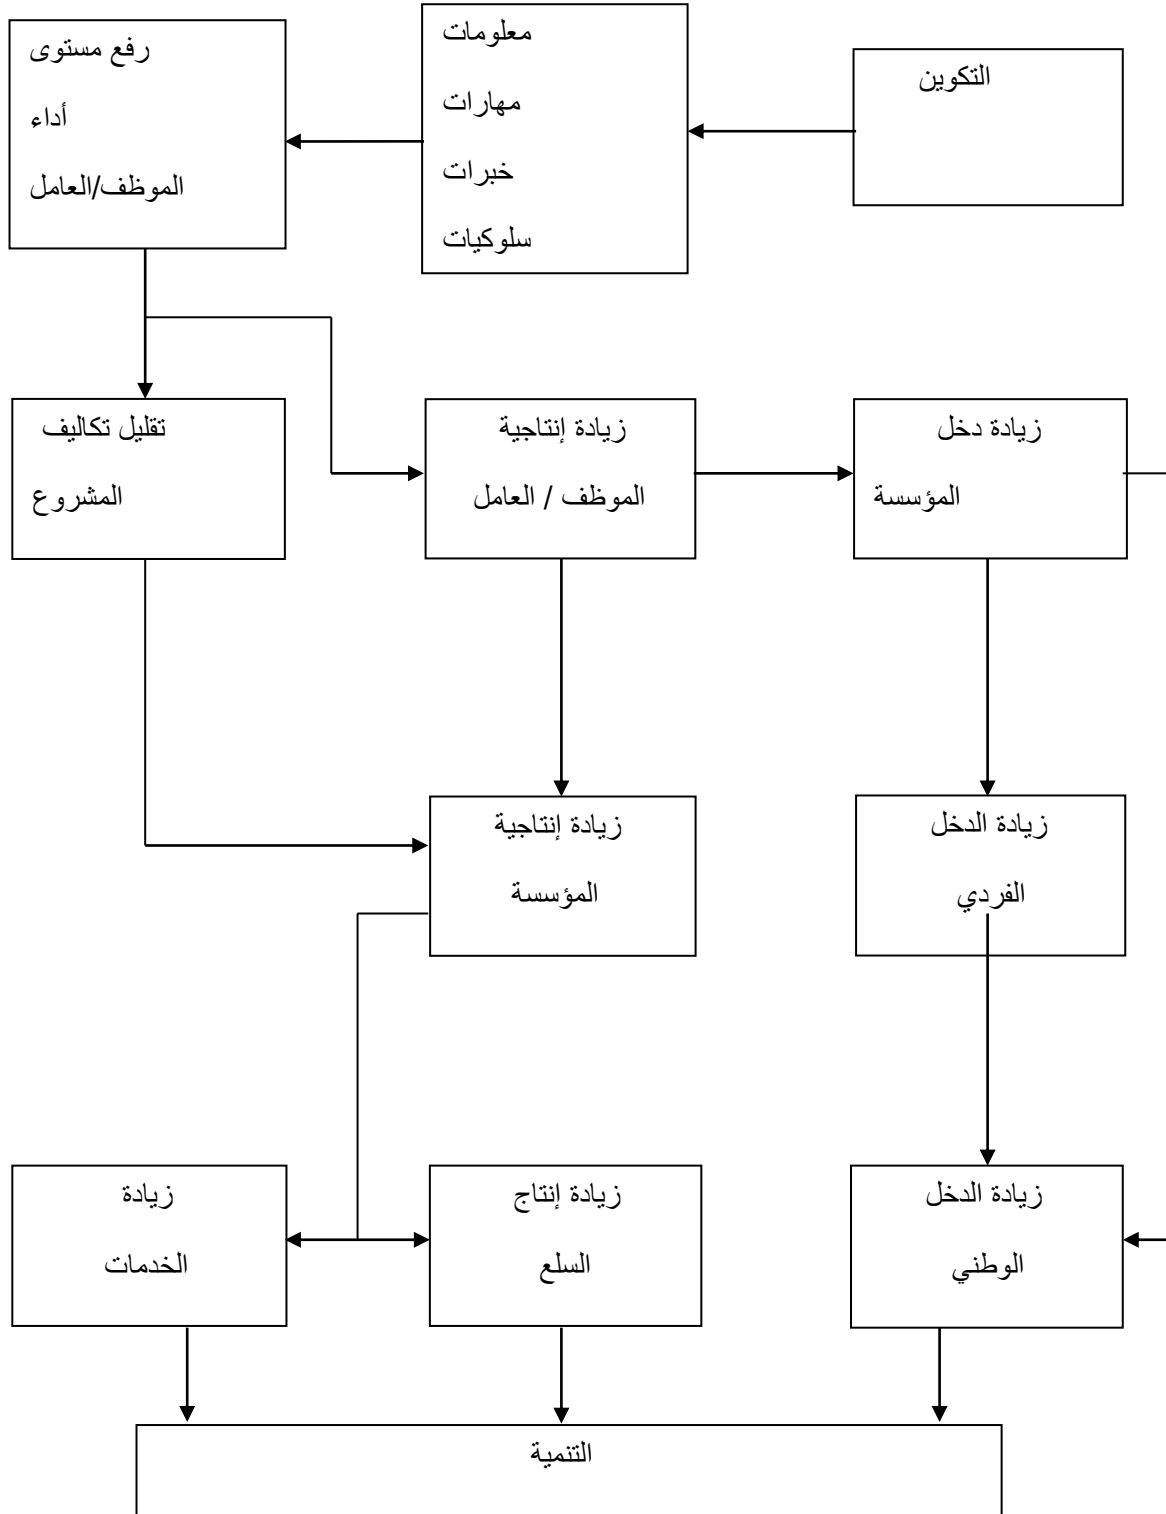 التكوين
معلومات
مهارات
خبرات
سلوكيات
رفع مستوى
أداء
الموظف/العامل
زيادة دخل
المؤسسة
زيادة إنتاجية
الموظف / العامل
تقليل تكاليف
المشروع
زيادة الدخل
الفردي
زيادة إنتاجية
المؤسسة
زيادة الدخل
الوطني
زيادة إنتاج
السلع
زيادة
الخدمات
التنمية